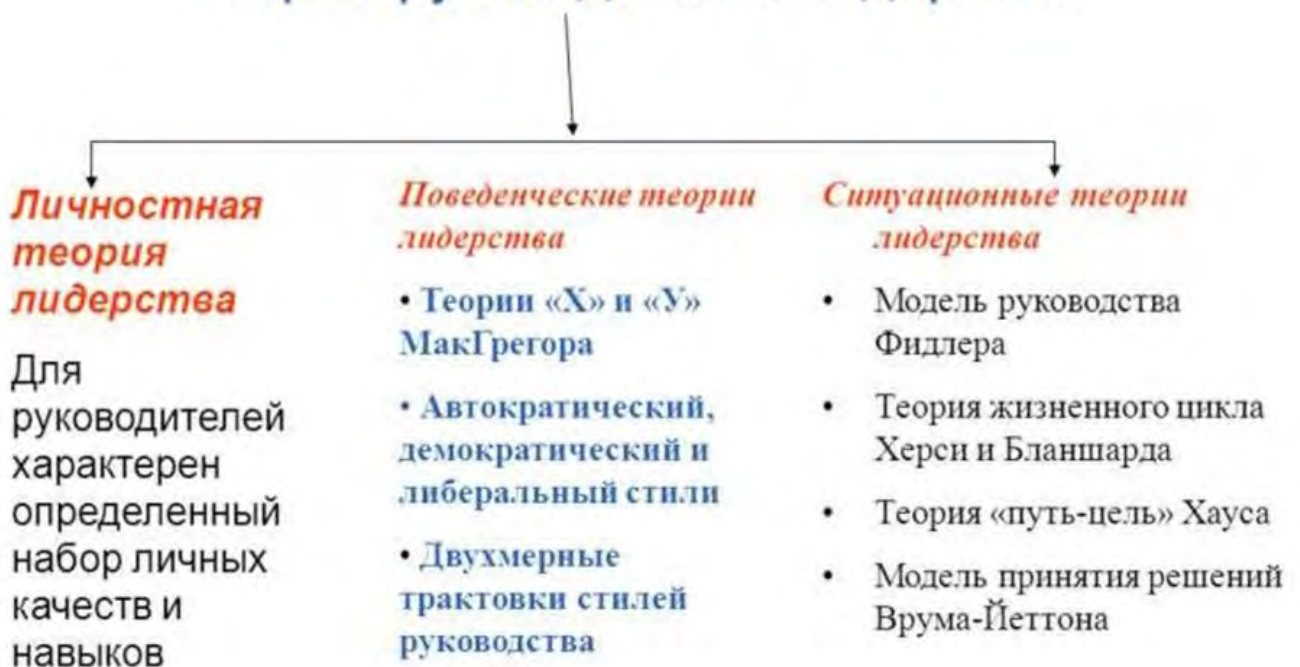 Личностная
теория
лидерства
Для
руководителей
характерен
определенный
набор личных
качеств и
навыков
Поведенческие теории
лидерства
• Теории «Х» и «У»
МакГрегора
• Автократический,
демократический и
либеральный стили
• Двухмерные
трактовки стилей
руководства
Ситуационные теории
лидерства
• Модель руководства
Фидлера
• Теория жизненного цикла
Херси и Бланшарда
• Теория «путь-цель» Хауса
• Модель принятия решений
Врума-Йеттона